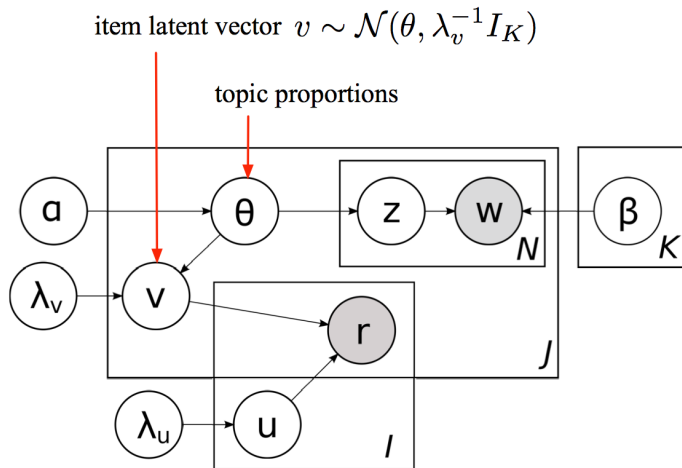 item latent vector v ∼ 𝒩(θ, λ_v^{-1} I_K)
topic proportions
α θ z w β
N K
λ_v v r
J
λ_u u I